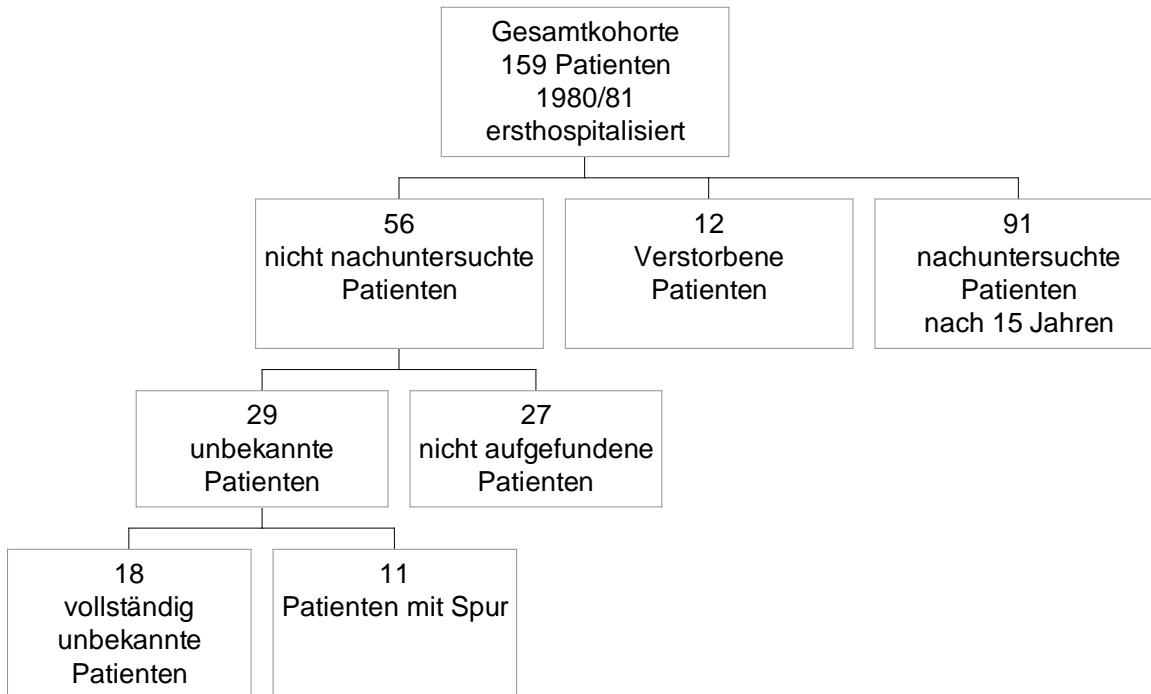 Gesamtkohorte
159 Patienten
1980/81
ersthospitalisiert
56
nicht nachuntersuchte
Patienten
12
Verstorbene
Patienten
91
nachuntersuchte
Patienten
nach 15 Jahren
29
unbekannte
Patienten
27
nicht aufgefundene
Patienten
18
vollständig
unbekannte
Patienten
11
Patienten mit Spur